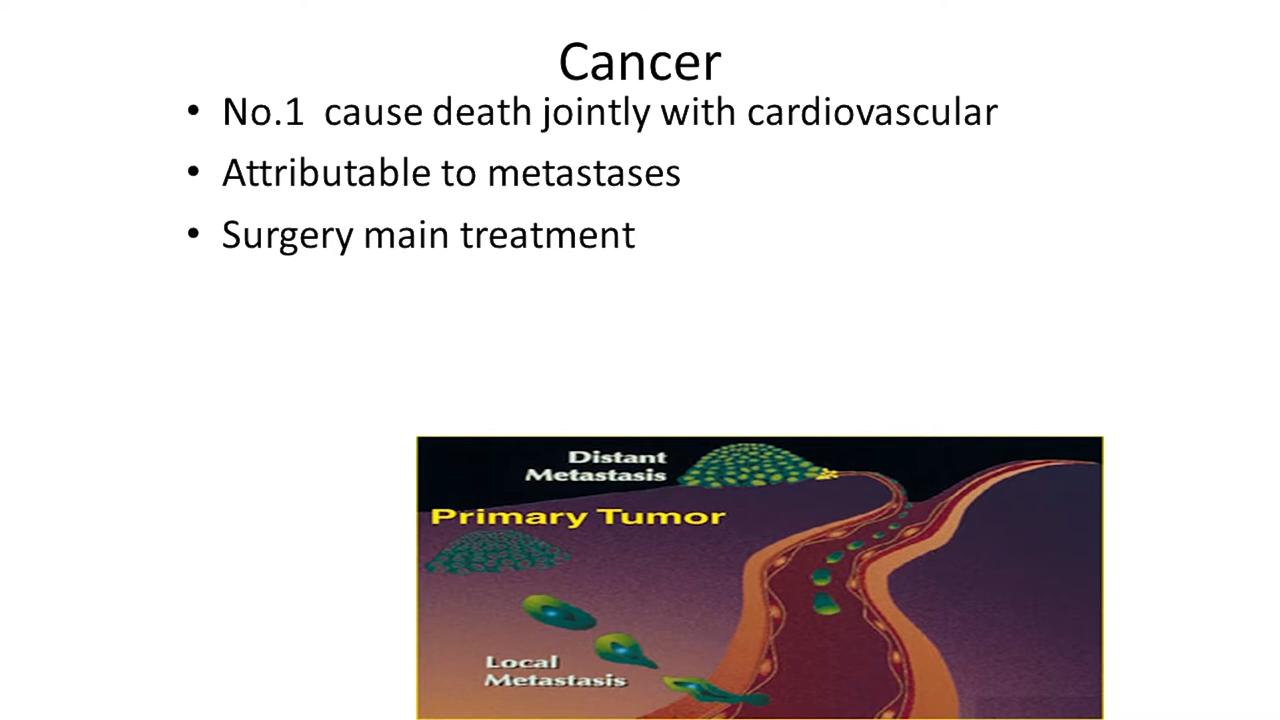 Cancer
• No.1 cause death jointly with cardiovascular
• Attributable to metastases
• Surgery main treatment
Distant
Metastasis
Primary Tumor
Local
Metastasis